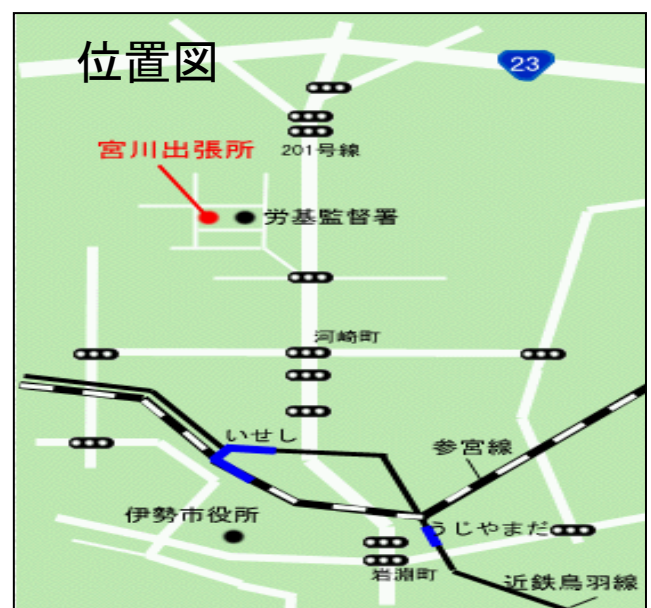 位置図
23
宮川出張所
201号線
労基監督署
河崎町
いせし
参宮線
伊勢市役所
うじやまだ
岩淵町
近鉄鳥羽線